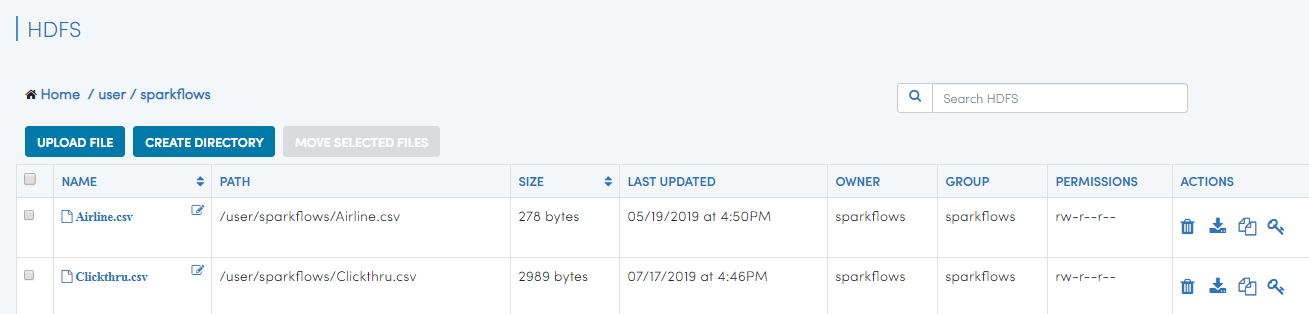 HDFS
Home / user / sparkflows
Search HDFS
UPLOAD FILE CREATE DIRECTORY MOVE SELECTED FILES
NAME PATH SIZE LAST UPDATED OWNER GROUP PERMISSIONS ACTIONS
Airline.csv /user/sparkflows/Airline.csv 278 bytes 05/19/2019 at 4:50PM sparkflows sparkflows rw-r--r--
Clickthru.csv /user/sparkflows/Clickthru.csv 2989 bytes 07/17/2019 at 4:46PM sparkflows sparkflows rw-r--r--